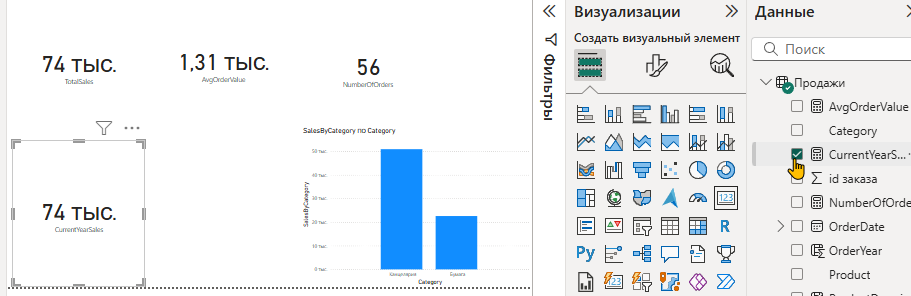 Визуализации
Данные
Создать визуальный элемент
Фильтры
Поиск
74 тыс.
TotalSales
1,31 тыс.
AvgOrderValue
56
NumberOfOrders
74 тыс.
CurrentYearSales
SalesByCategory по Category
SalesByCategory
50 тыс.
40 тыс.
30 тыс.
20 тыс.
10 тыс.
0 тыс.
Канцелярия
Бумага
Category
123
R
Py
123
Продажи
AvgOrderValue
Category
CurrentYearS...
id заказа
NumberOfOrde
OrderDate
OrderYear
Product